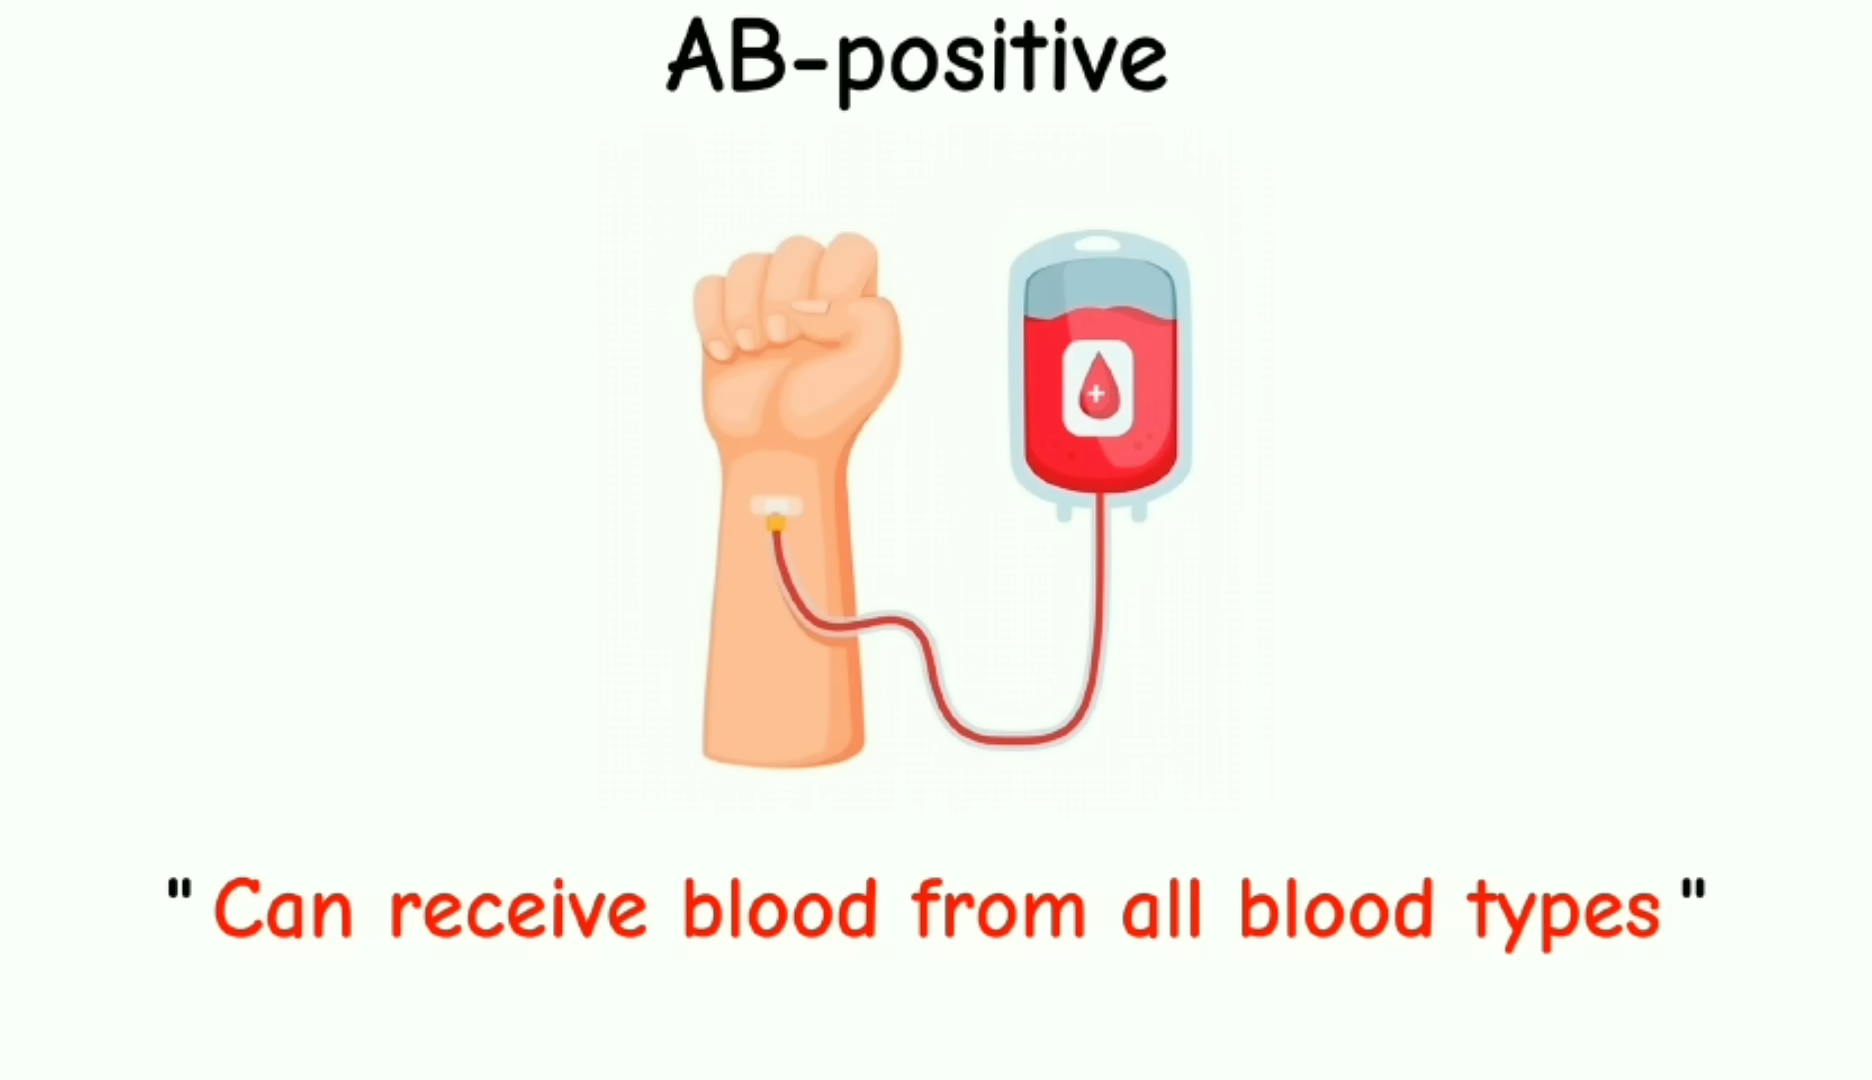 AB-positive
+
" Can receive blood from all blood types "